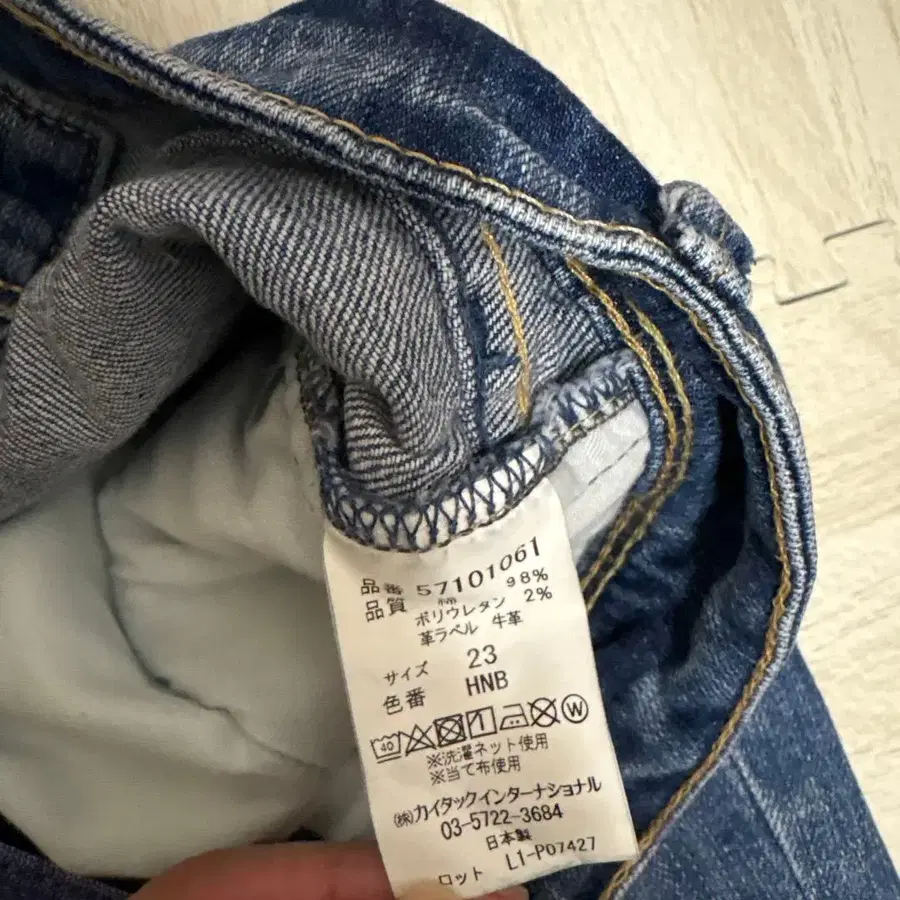 品番 57101061
品質 綿 98%
ポリウレタン 2%
革ラベル 牛革
サイズ 23
色番 HNB
40 W
※洗濯ネット使用
※当て布使用
㈱カイタックインターナショナル
03-5722-3684
日本製
ロット L1-P07427